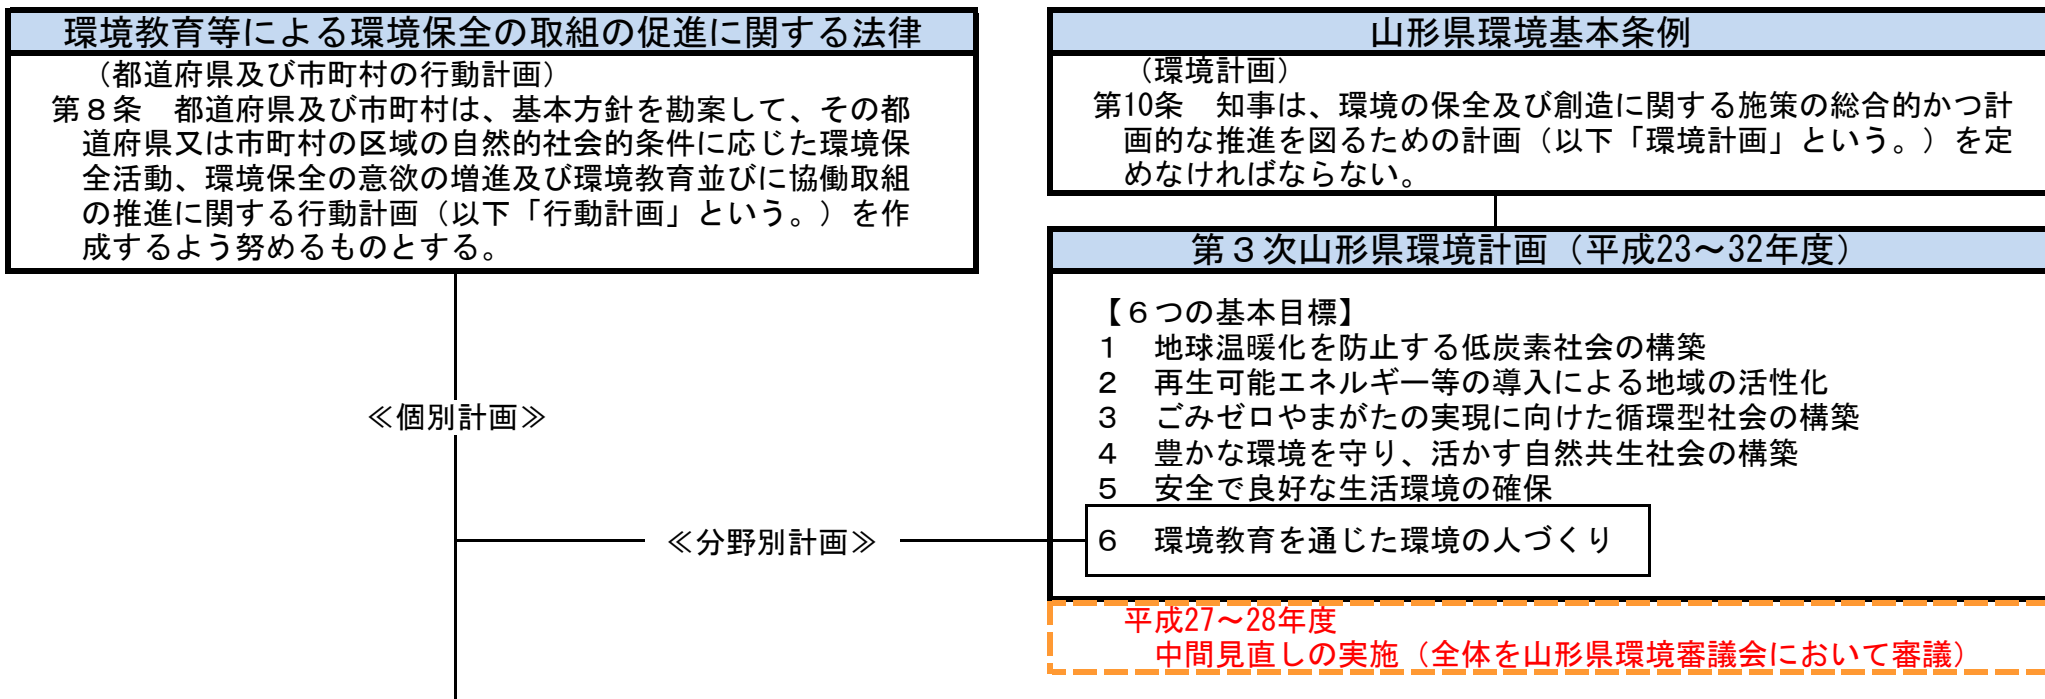 環境教育等による環境保全の取組の促進に関する法律
（都道府県及び市町村の行動計画）
第８条　都道府県及び市町村は、基本方針を勘案して、その都
道府県又は市町村の区域の自然的社会的条件に応じた環境保
全活動、環境保全の意欲の増進及び環境教育並びに協働取組
の推進に関する行動計画（以下「行動計画」という。）を作
成するよう努めるものとする。
≪個別計画≫
≪分野別計画≫
山形県環境基本条例
（環境計画）
第10条　知事は、環境の保全及び創造に関する施策の総合的かつ計
画的な推進を図るための計画（以下「環境計画」という。）を定
めなければならない。
第３次山形県環境計画（平成23～32年度）
【６つの基本目標】
１　地球温暖化を防止する低炭素社会の構築
２　再生可能エネルギー等の導入による地域の活性化
３　ごみゼロやまがたの実現に向けた循環型社会の構築
４　豊かな環境を守り、活かす自然共生社会の構築
５　安全で良好な生活環境の確保
６　環境教育を通じた環境の人づくり
平成27～28年度
中間見直しの実施（全体を山形県環境審議会において審議）